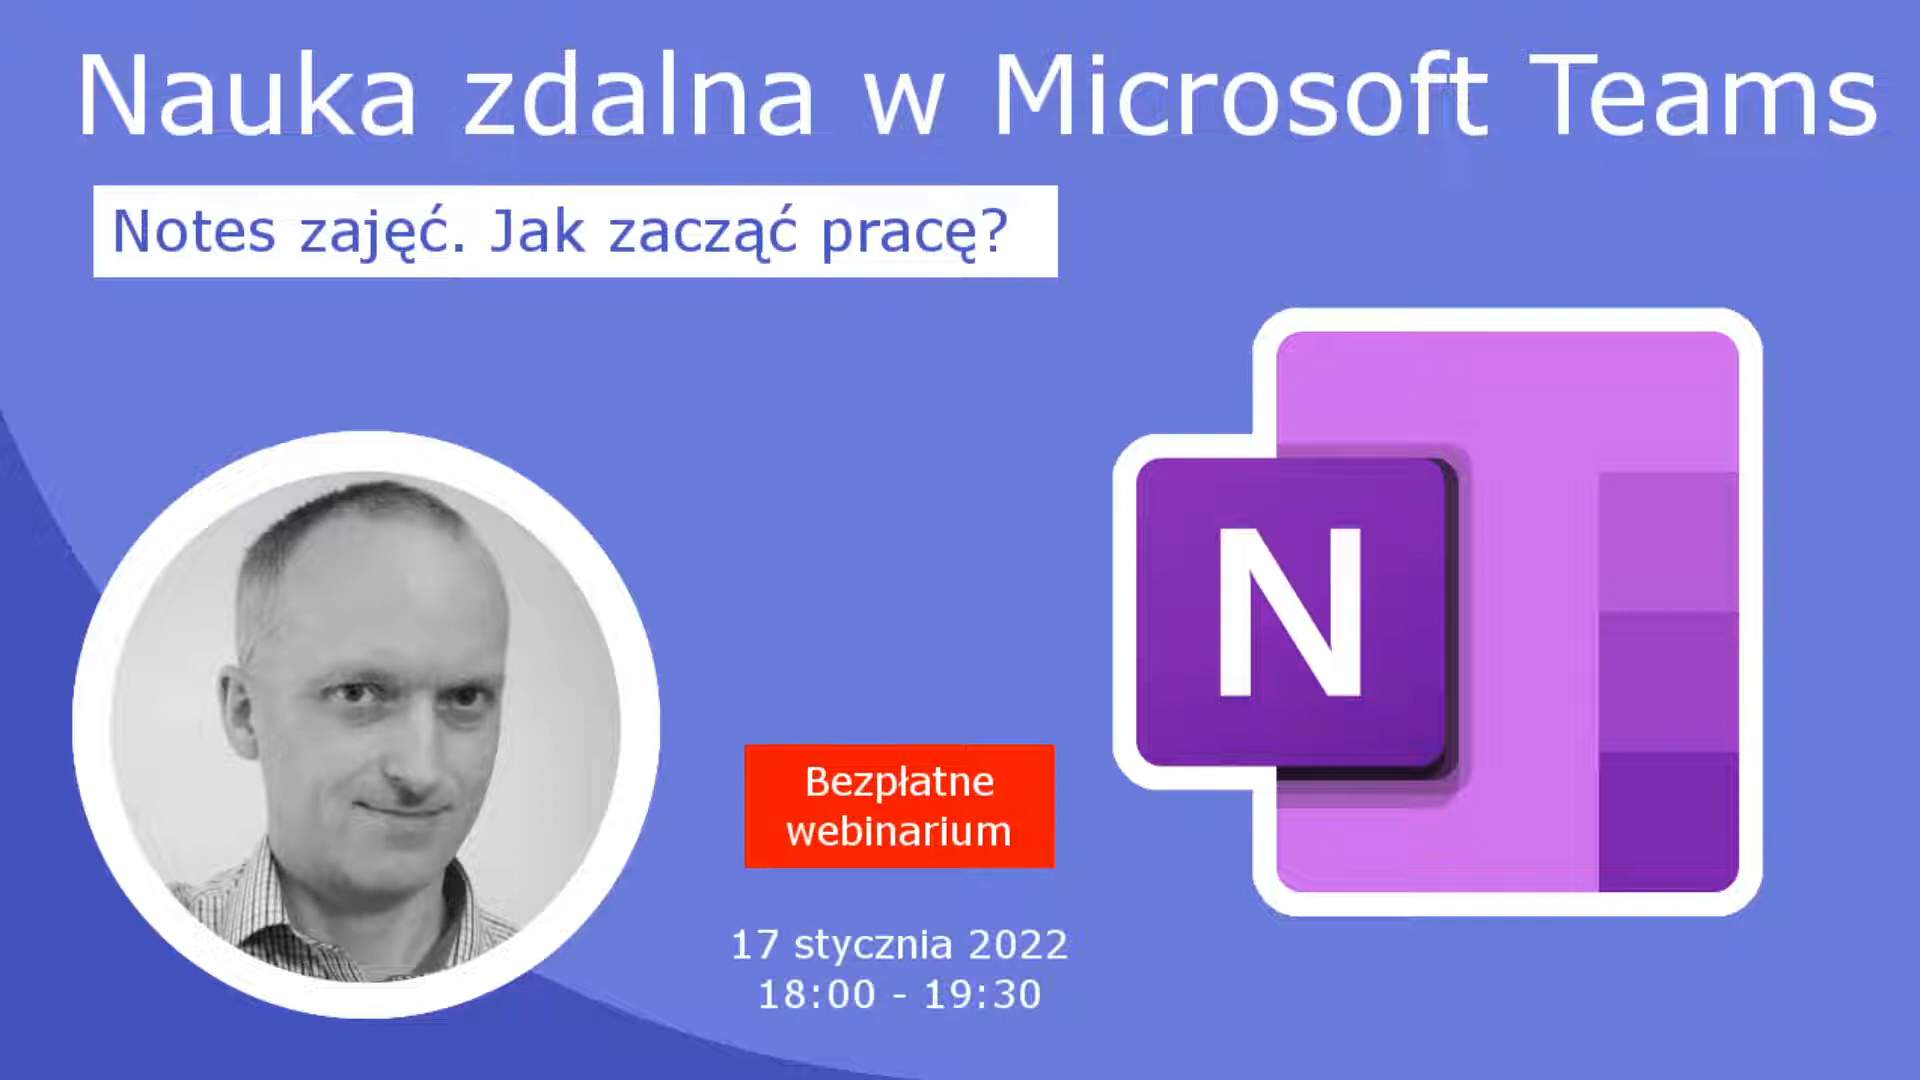 Nauka zdalna w Microsoft Teams
Notes zajęć. Jak zacząć pracę?
N
Bezpłatne
webinarium
17 stycznia 2022
18:00 - 19:30